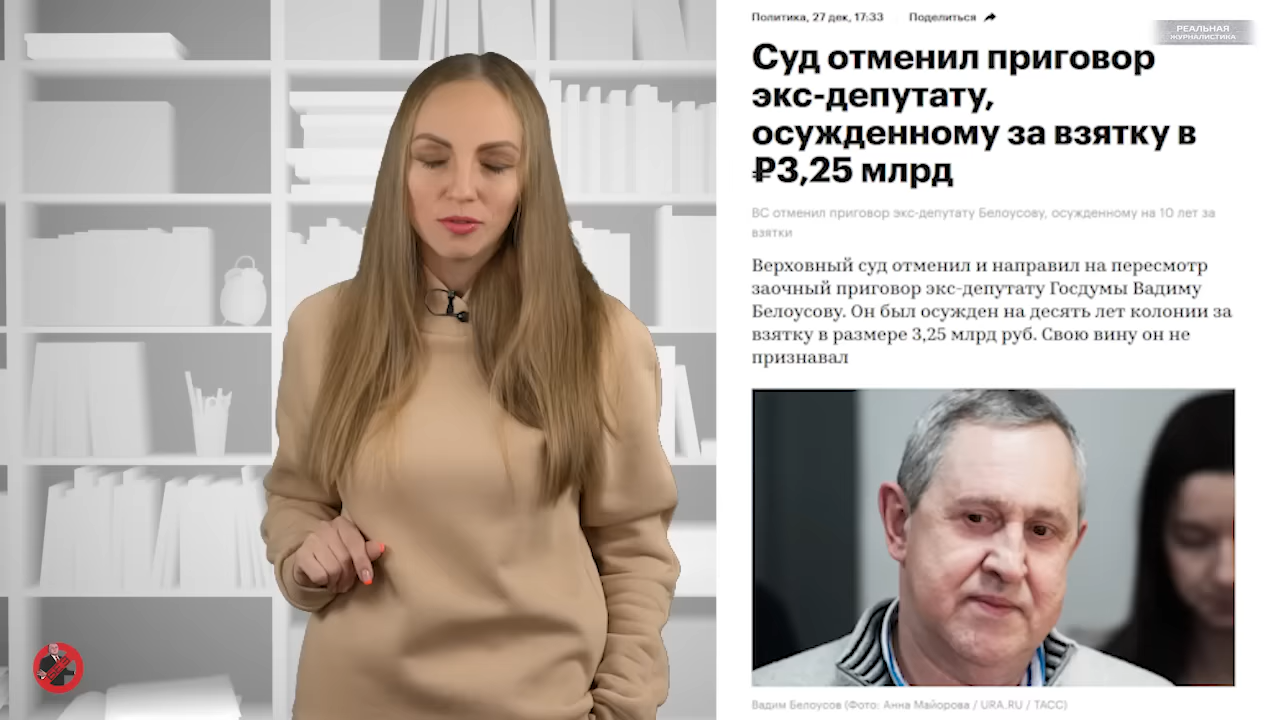 Политика, 27 дек, 17:33 Поделиться
РЕАЛЬНАЯ
ЖУРНАЛИСТИКА
Суд отменил приговор
экс-депутату,
осужденному за взятку в
₽3,25 млрд
ВС отменил приговор экс-депутату Белоусову, осужденному на 10 лет за
взятки
Верховный суд отменил и направил на пересмотр
заочный приговор экс-депутату Госдумы Вадиму
Белоусову. Он был осужден на десять лет колонии за
взятку в размере 3,25 млрд руб. Свою вину он не
признавал
Вадим Белоусов (Фото: Анна Майорова / URA.RU / ТАСС)